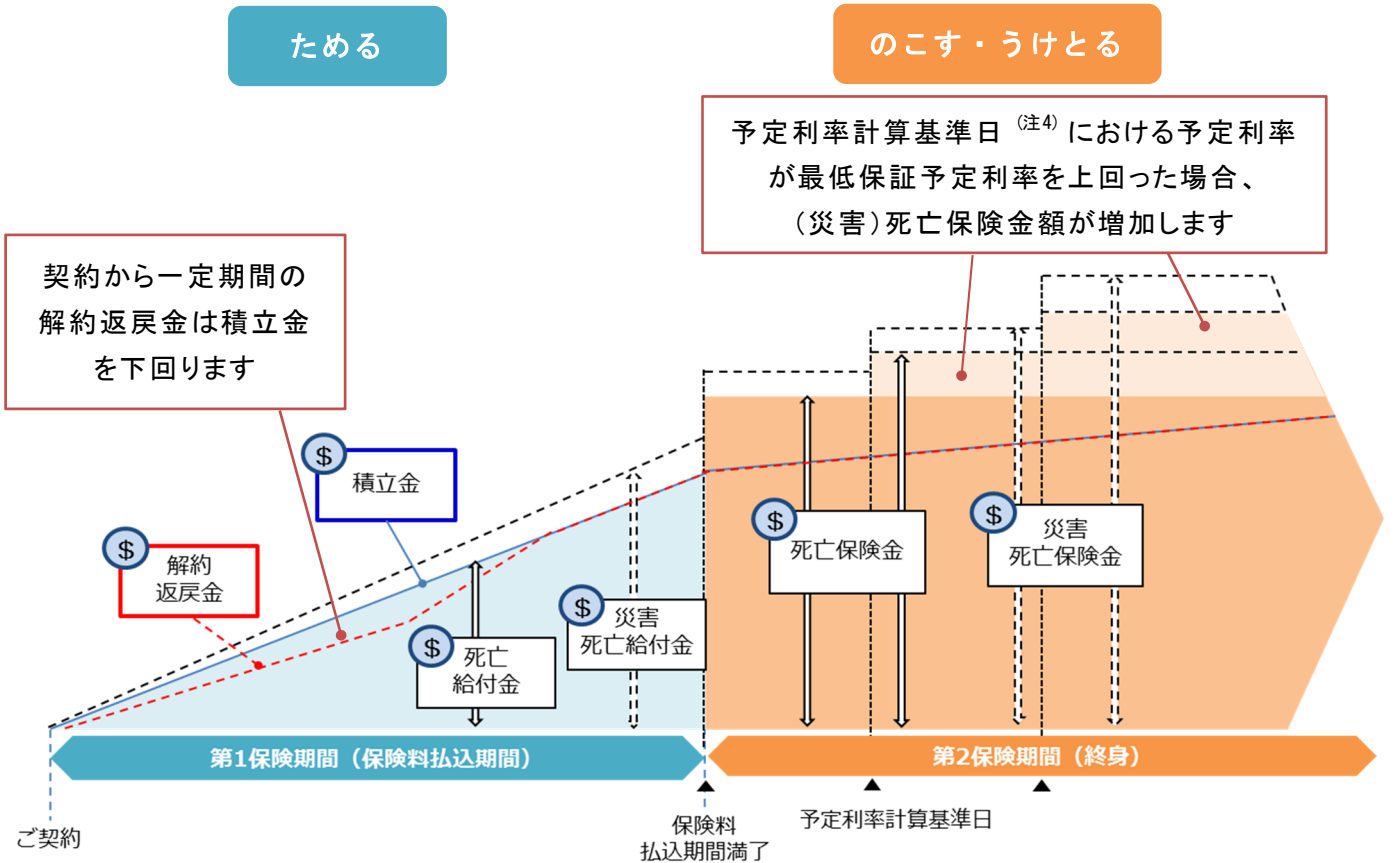 ためる
のこす・うけとる
予定利率計算基準日（注4）における予定利率
が最低保証予定利率を上回った場合、
（災害）死亡保険金額が増加します
契約から一定期間の
解約返戻金は積立金
を下回ります
$
積立金
$
解約
返戻金
$
死亡
給付金
$
災害
死亡給付金
$
死亡保険金
$
災害
死亡保険金
第1保険期間（保険料払込期間）
第2保険期間（終身）
ご契約
保険料
払込期間満了
予定利率計算基準日